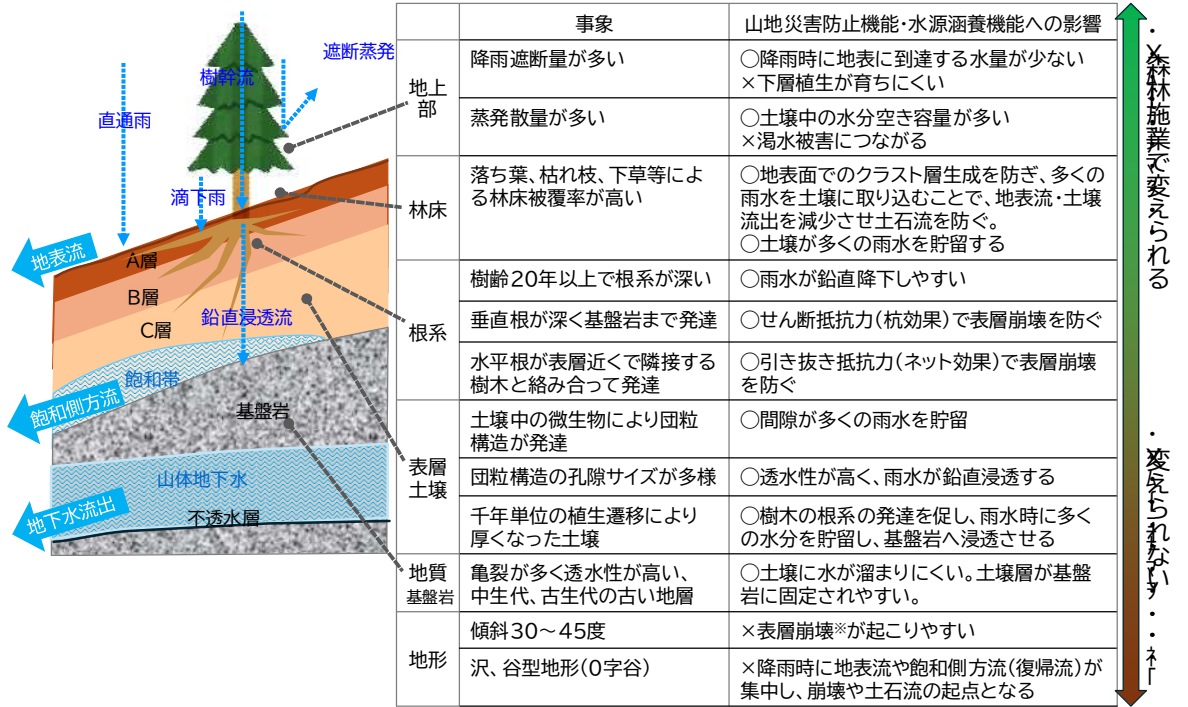 遮断蒸発
樹幹流
直通雨
滴下雨
地表流
A層
B層
C層
鉛直浸透流
飽和帯
飽和側方流
基盤岩
山体地下水
地下水流出
不透水層
事象
山地災害防止機能・水源涵養機能への影響
地上
部
降雨遮断量が多い
○降雨時に地表に到達する水量が少ない
×下層植生が育ちにくい
蒸発散量が多い
○土壌中の水分空き容量が多い
×渇水被害につながる
林床
落ち葉、枯れ枝、下草等によ
る林床被覆率が高い
○地表面でのクラスト層生成を防ぎ、多くの
雨水を土壌に取り込むことで、地表流・土壌
流出を減少させ土石流を防ぐ。
○土壌が多くの雨水を貯留する
根系
樹齢20年以上で根系が深い
○雨水が鉛直降下しやすい
垂直根が深く基盤岩まで発達
○せん断抵抗力(杭効果)で表層崩壊を防ぐ
水平根が表層近くで隣接する
樹木と絡み合って発達
○引き抜き抵抗力(ネット効果)で表層崩壊
を防ぐ
表層
土壌
土壌中の微生物により団粒
構造が発達
○間隙が多くの雨水を貯留
団粒構造の孔隙サイズが多様
○透水性が高く、雨水が鉛直浸透する
千年単位の植生遷移により
厚くなった土壌
○樹木の根系の発達を促し、雨水時に多く
の水分を貯留し、基盤岩へ浸透させる
地質
基盤岩
亀裂が多く透水性が高い、
中生代、古生代の古い地層
○土壌に水が溜まりにくい。土壌層が基盤
岩に固定されやすい。
地形
傾斜30～45度
×表層崩壊※が起こりやすい
沢、谷型地形(0字谷)
×降雨時に地表流や飽和側方流(復帰流)が
集中し、崩壊や土石流の起点となる
森林施業で変えられる
変えられない